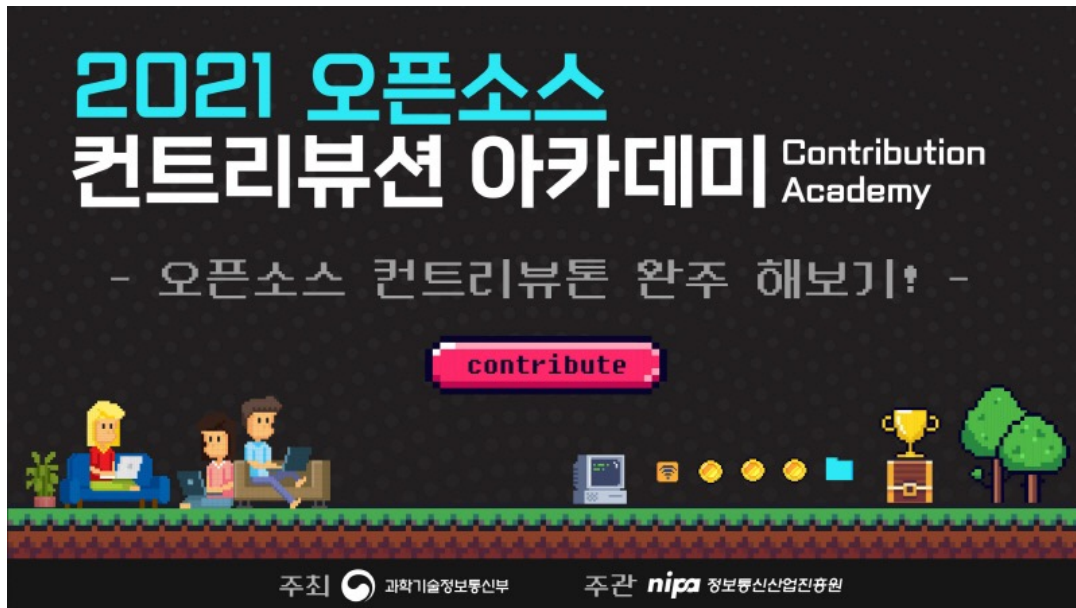 2021 오픈소스
컨트리뷰션 아카데미 Contribution Academy
- 오픈소스 컨트리뷰톤 완주 해보기! -
contribute
주최 과학기술정보통신부 주관 nipa 정보통신산업진흥원